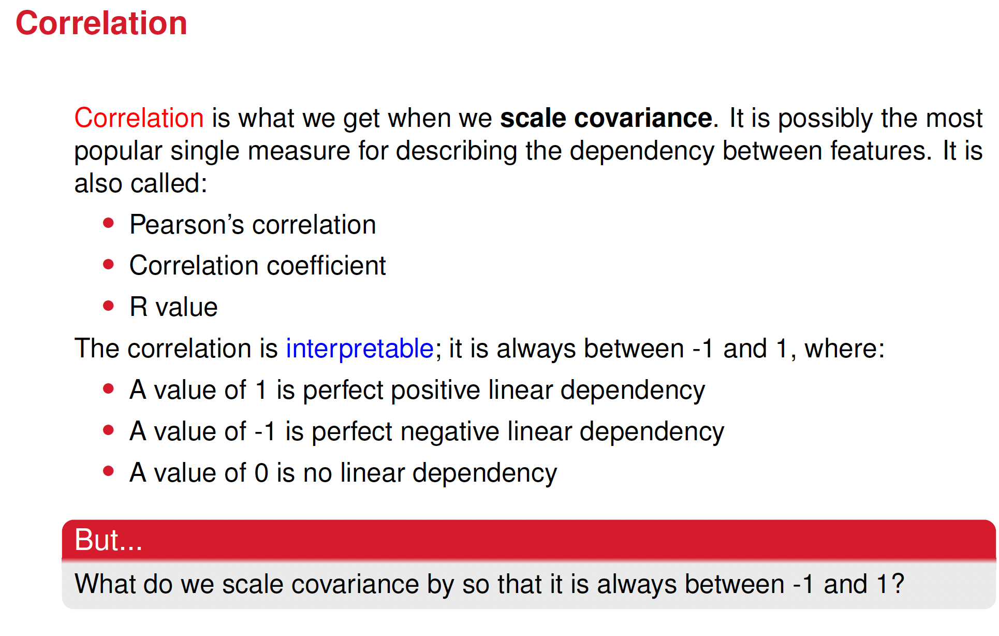 Correlation
Correlation is what we get when we scale covariance. It is possibly the most
popular single measure for describing the dependency between features. It is
also called:
• Pearson’s correlation
• Correlation coefficient
• R value
The correlation is interpretable; it is always between -1 and 1, where:
• A value of 1 is perfect positive linear dependency
• A value of -1 is perfect negative linear dependency
• A value of 0 is no linear dependency
But...
What do we scale covariance by so that it is always between -1 and 1?